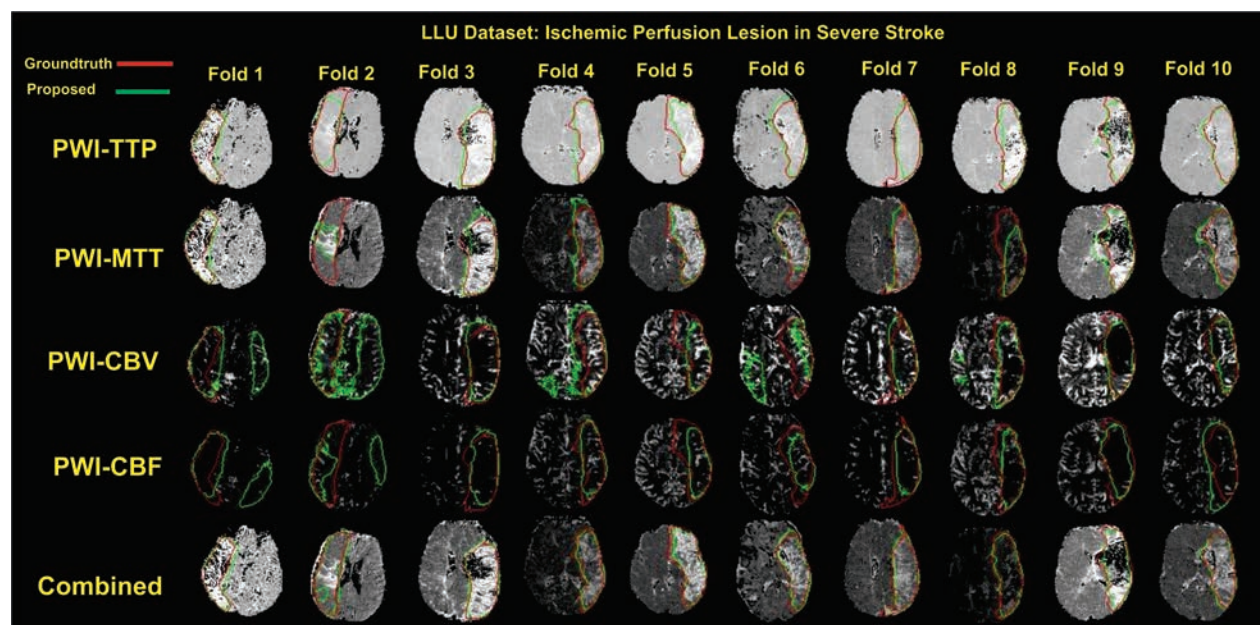 LLU Dataset: Ischemic Perfusion Lesion in Severe Stroke
Groundtruth
Proposed
Fold 1 Fold 2 Fold 3 Fold 4 Fold 5 Fold 6 Fold 7 Fold 8 Fold 9 Fold 10
PWI-TTP
PWI-MTT
PWI-CBV
PWI-CBF
Combined